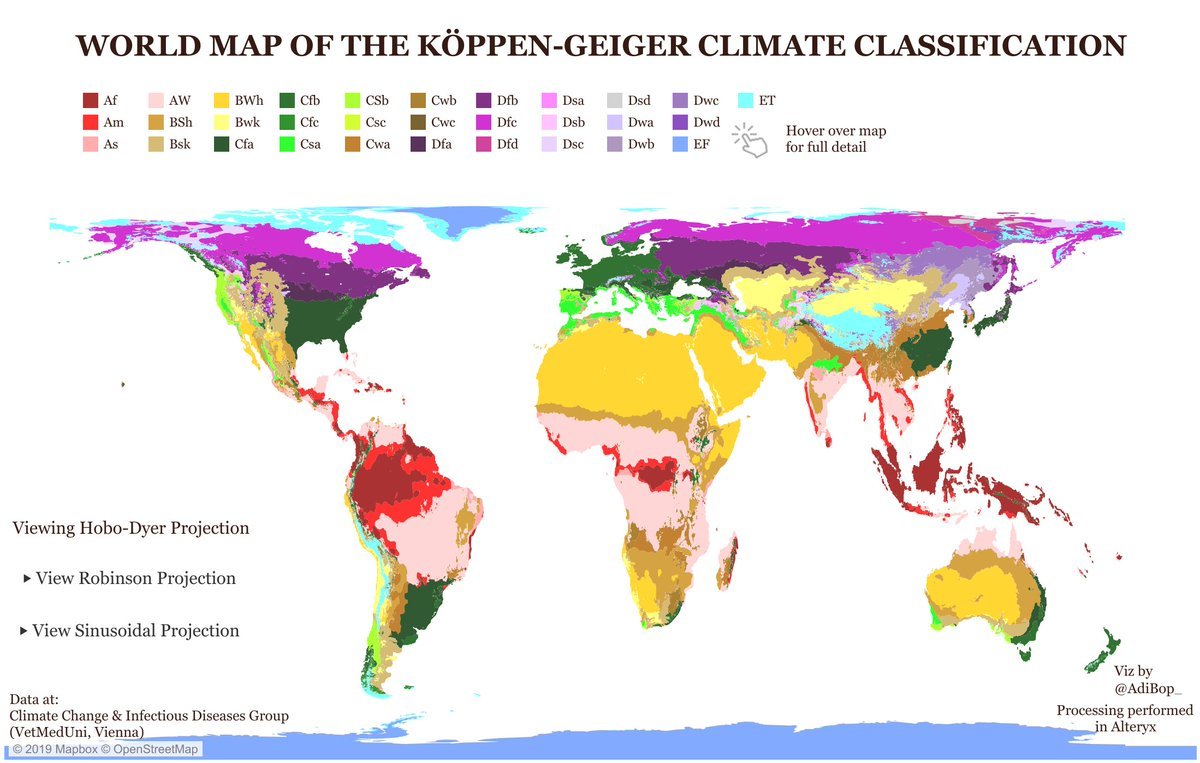 WORLD MAP OF THE KÖPPEN-GEIGER CLIMATE CLASSIFICATION
Af AW BWh Cfb CSb Cwb Dfb Dsa Dsd Dwc ET
Am BSh Bwk Cfc Csc Cwc Dfc Dsb Dwa Dwd
As Bsk Cfa Csa Cwa Dfa Dfd Dsc Dwb EF
Hover over map
for full detail
Viewing Hobo-Dyer Projection
View Robinson Projection
View Sinusoidal Projection
Data at:
Climate Change & Infectious Diseases Group
(VetMedUni, Vienna)
© 2019 Mapbox © OpenStreetMap
Viz by
@AdiBop_
Processing performed
in Alteryx